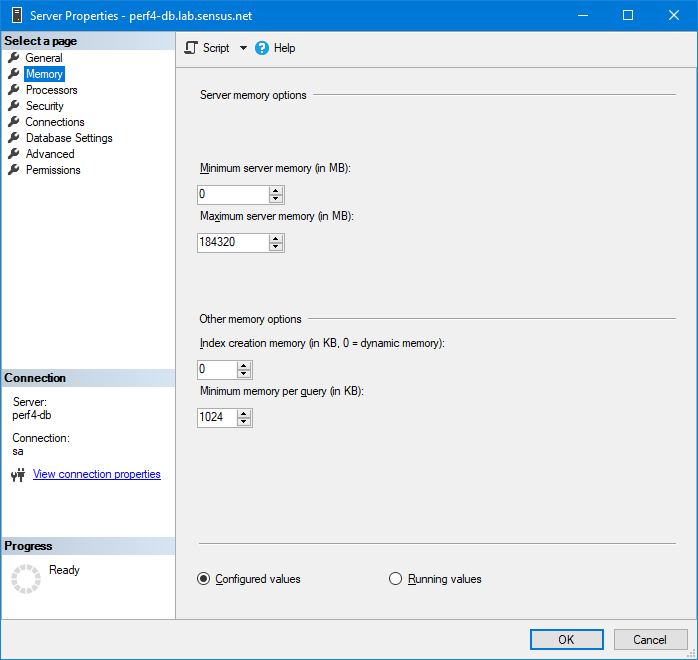 Server Properties - perf4-db.lab.sensus.net
Select a page
General
Memory
Processors
Security
Connections
Database Settings
Advanced
Permissions
Connection
Server:
perf4-db
Connection:
sa
View connection properties
Progress
Ready
Script
Help
Server memory options
Minimum server memory (in MB):
0
Maximum server memory (in MB):
184320
Other memory options
Index creation memory (in KB, 0 = dynamic memory):
0
Minimum memory per query (in KB):
1024
Configured values
Running values
OK
Cancel